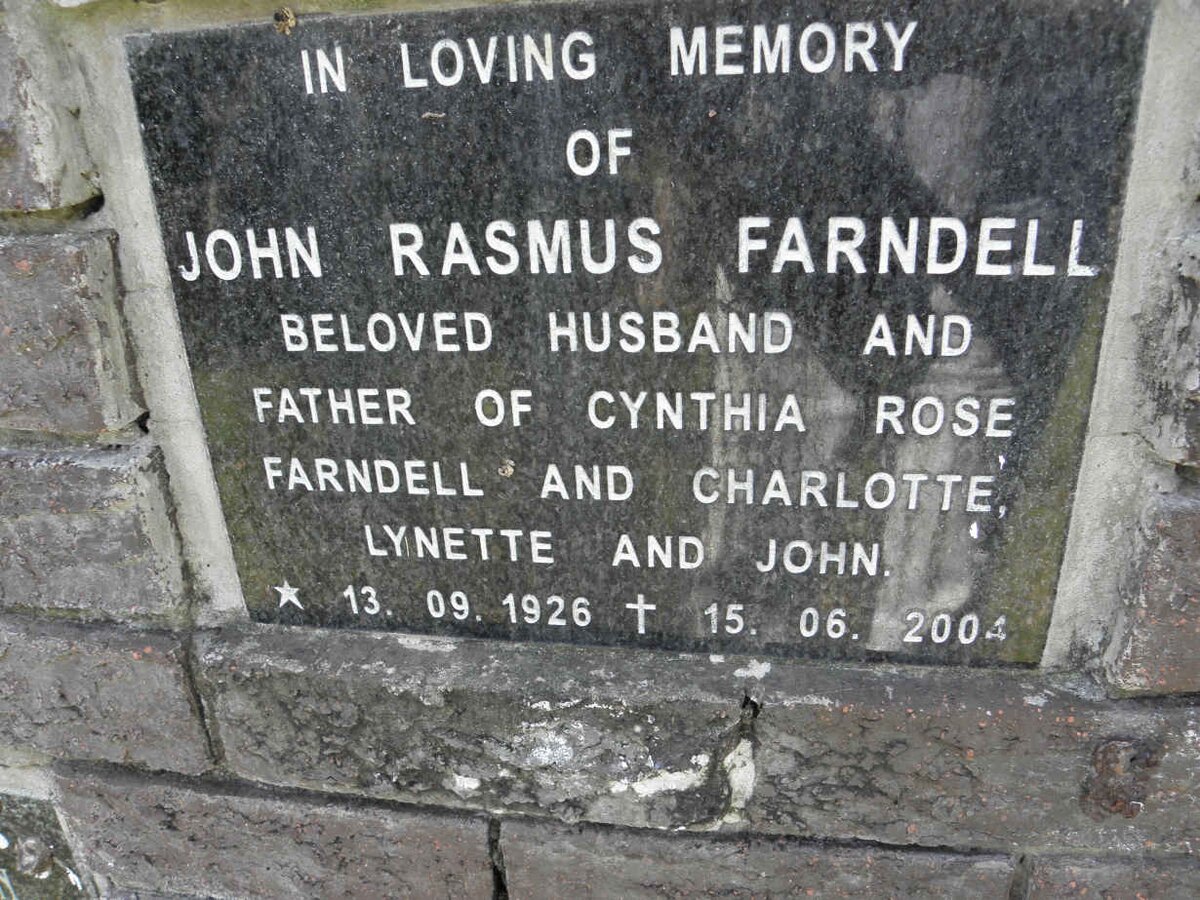 IN LOVING MEMORY
OF
JOHN RASMUS FARNDELL
BELOVED HUSBAND AND
FATHER OF CYNTHIA ROSE
FARNDELL AND CHARLOTTE,
LYNETTE AND JOHN.
★ 13. 09. 1926 ✝ 15. 06. 2004